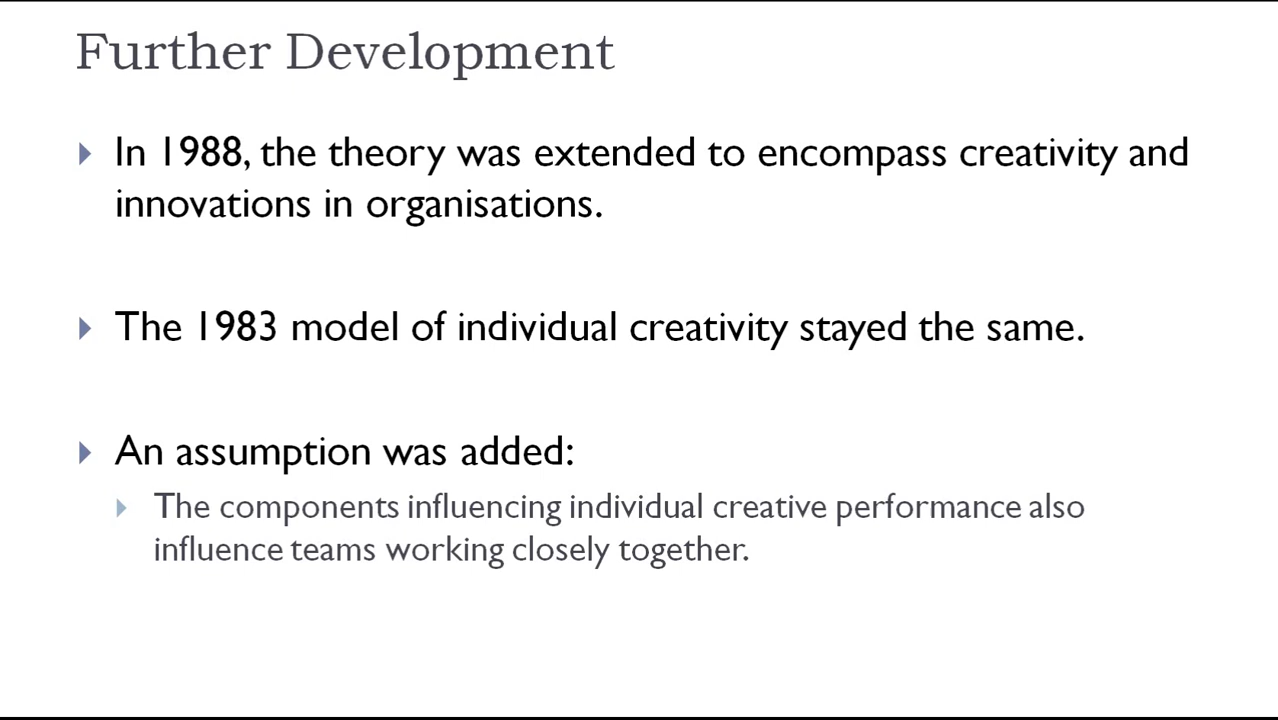 Further Development
In 1988, the theory was extended to encompass creativity and
innovations in organisations.
The 1983 model of individual creativity stayed the same.
An assumption was added:
The components influencing individual creative performance also
influence teams working closely together.